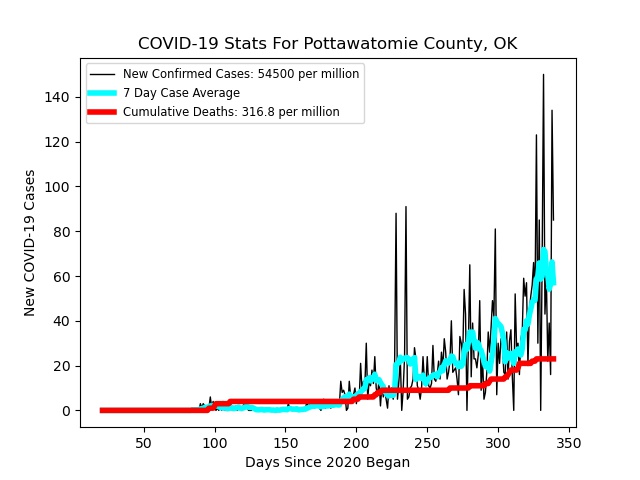 COVID-19 Stats For Pottawatomie County, OK
New Confirmed Cases: 54500 per million
7 Day Case Average
Cumulative Deaths: 316.8 per million
New COVID-19 Cases
140
120
100
80
60
40
20
0
50 100 150 200 250 300 350
Days Since 2020 Began